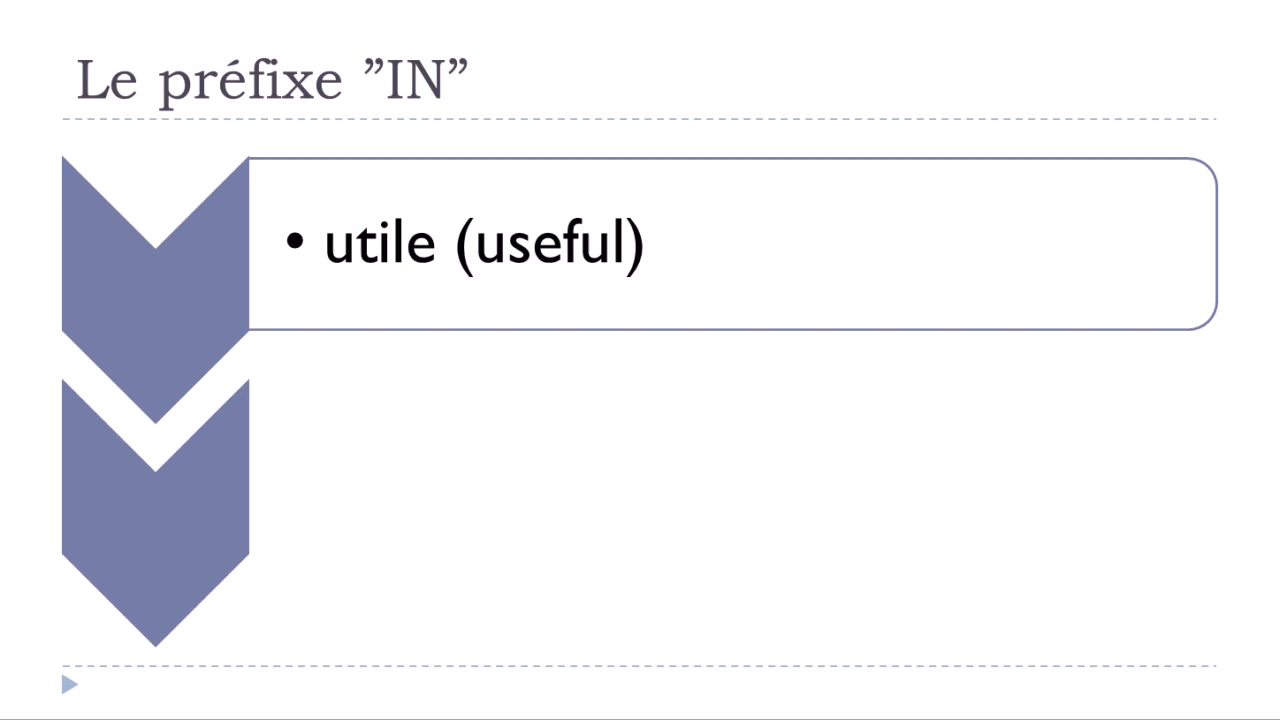 Le préfixe ”IN”
• utile (useful)